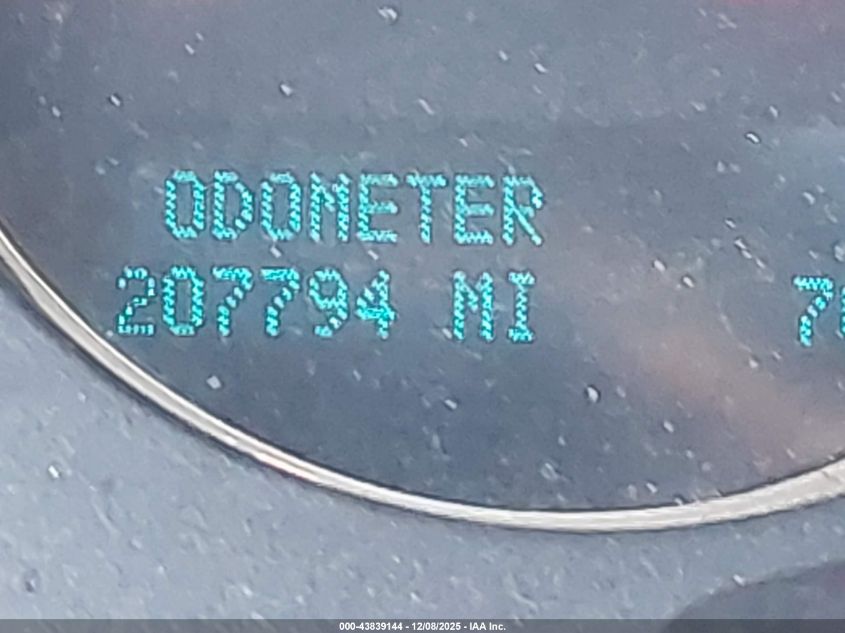 ODOMETER
207794 MI
000-43839144 - 12/08/2025 - IAA Inc.